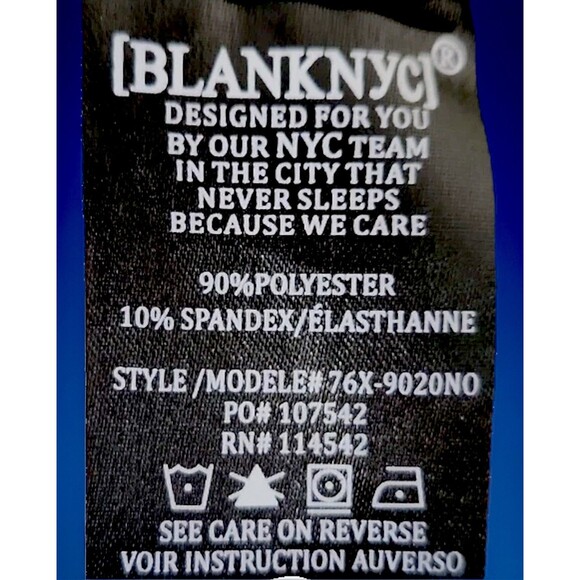 [BLANKNYC]®
DESIGNED FOR YOU
BY OUR NYC TEAM
IN THE CITY THAT
NEVER SLEEPS
BECAUSE WE CARE
90%POLYESTER
10% SPANDEX/ÉLASTHANNE
STYLE/MODELE# 76X-9020NO
PO# 107542
RN# 114542
SEE CARE ON REVERSE
VOIR INSTRUCTION AUVERSO